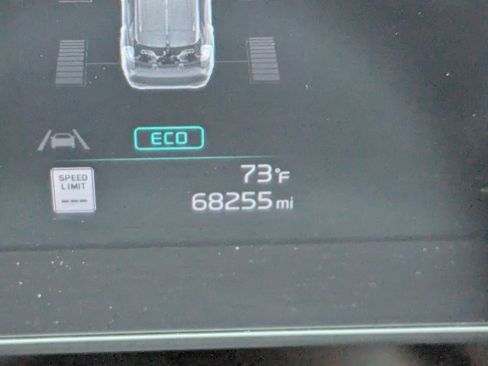 ECO
SPEED
LIMIT
---
73°F
68255 mi